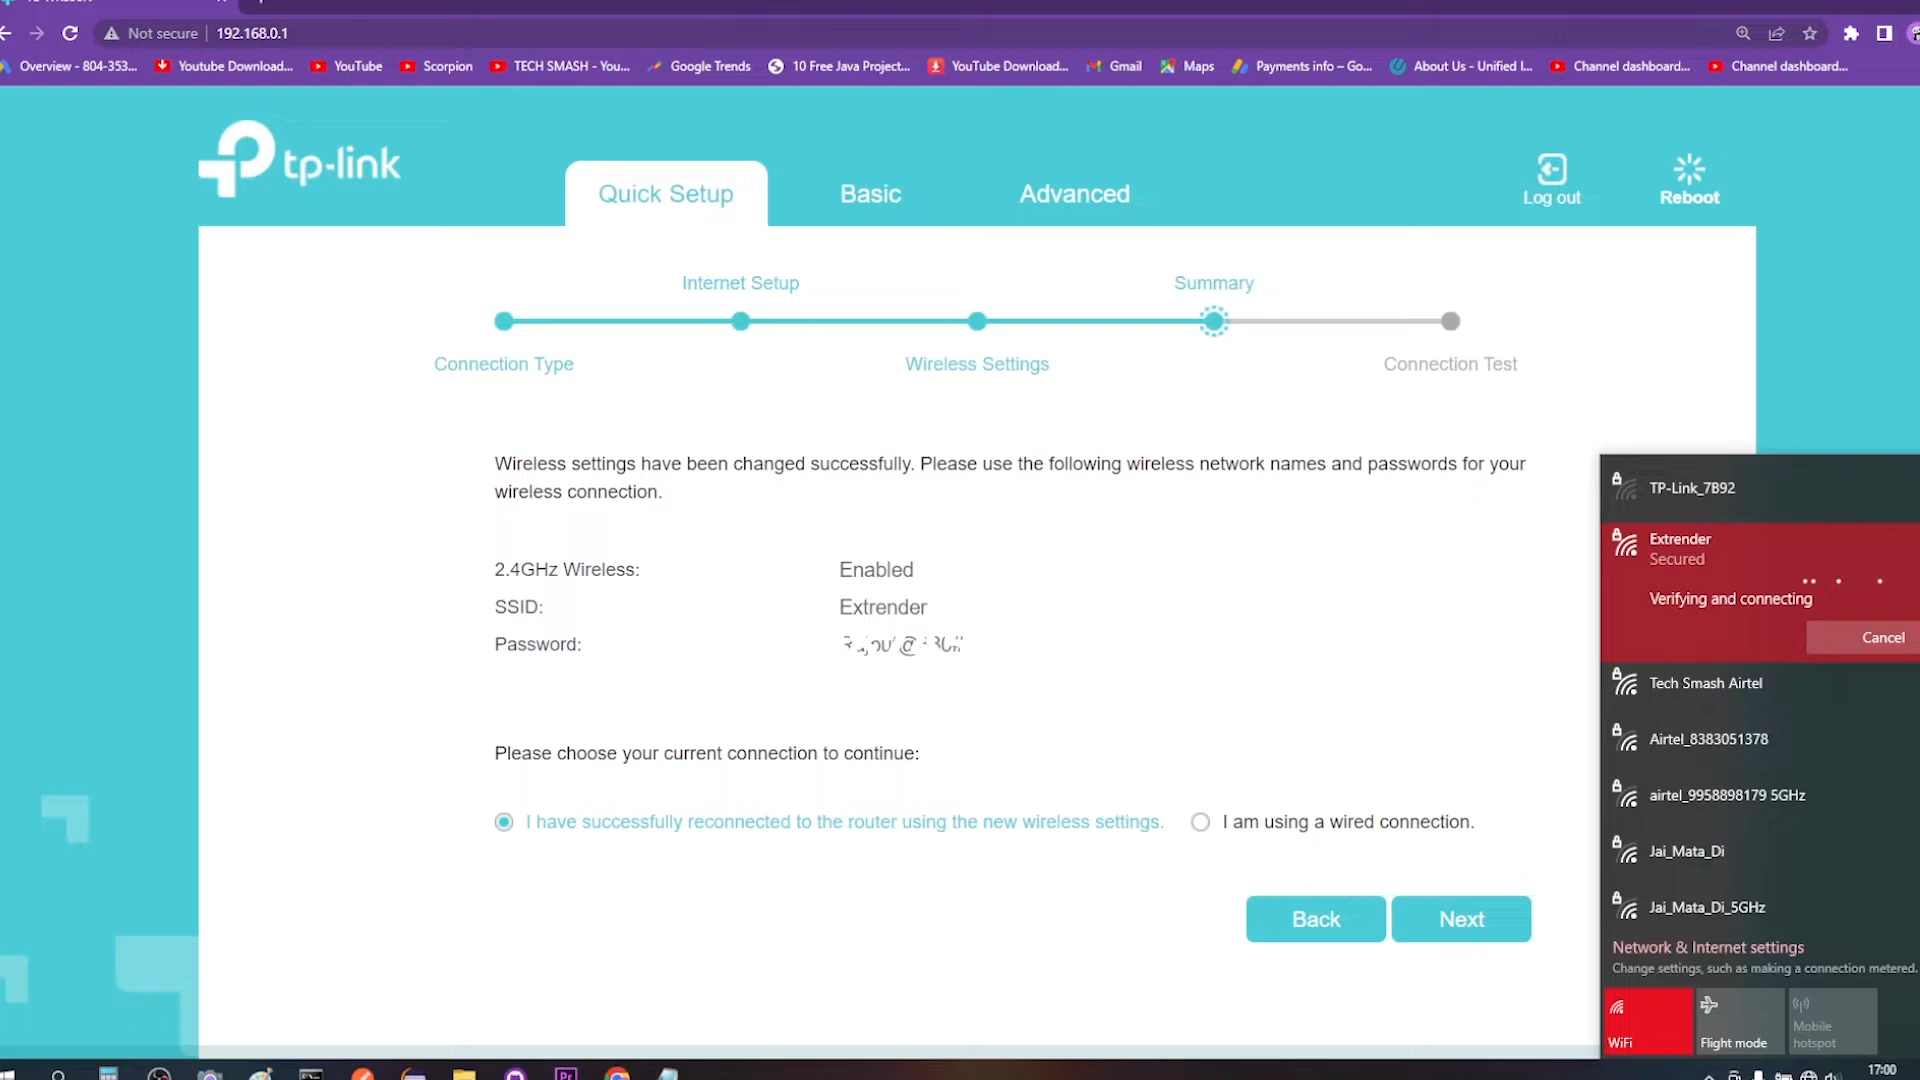 Not secure 192.168.0.1
Overview - 804-353... Youtube Download... YouTube Scorpion TECH SMASH - You... Google Trends 10 Free Java Project... YouTube Download... Gmail Maps Payments info – Go... About Us - Unified I... Channel dashboard... Channel dashboard...
tp-link
Quick Setup Basic Advanced
Log out Reboot
Internet Setup Summary
Connection Type Wireless Settings Connection Test
Wireless settings have been changed successfully. Please use the following wireless network names and passwords for your
wireless connection.
2.4GHz Wireless: Enabled
SSID: Extrender
Password:
Please choose your current connection to continue:
I have successfully reconnected to the router using the new wireless settings. I am using a wired connection.
Back Next
TP-Link_7B92
Extrender
Secured
Verifying and connecting
Cancel
Tech Smash Airtel
Airtel_8383051378
airtel_9958898179 5GHz
Jai_Mata_Di
Jai_Mata_Di_5GHz
Network & Internet settings
Change settings, such as making a connection metered.
WiFi
Flight mode
Mobile
hotspot
Pr
17:00